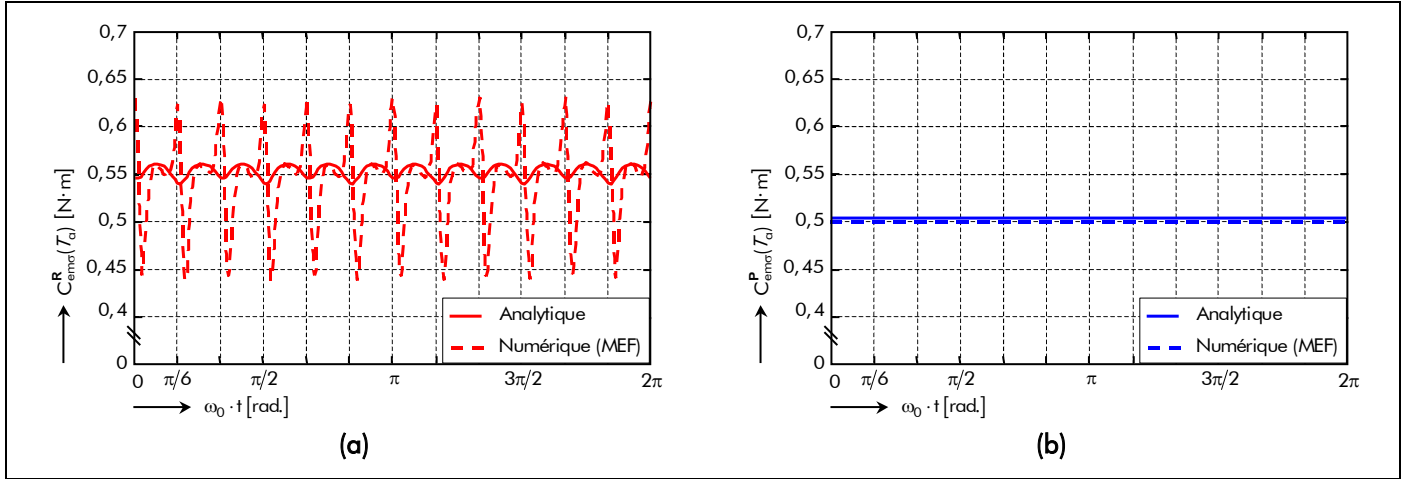 0,7
0,65
0,6
0,55
0,5
0,45
0,4
0
C^R_emσ(T_a) [N·m]
Analytique
Numérique (MEF)
0 π/6 π/2 π 3π/2 2π
ω0 · t [rad.]
(a)
0,7
0,65
0,6
0,55
0,5
0,45
0,4
0
C^P_emσ(T_a) [N·m]
Analytique
Numérique (MEF)
0 π/6 π/2 π 3π/2 2π
ω0 · t [rad.]
(b)